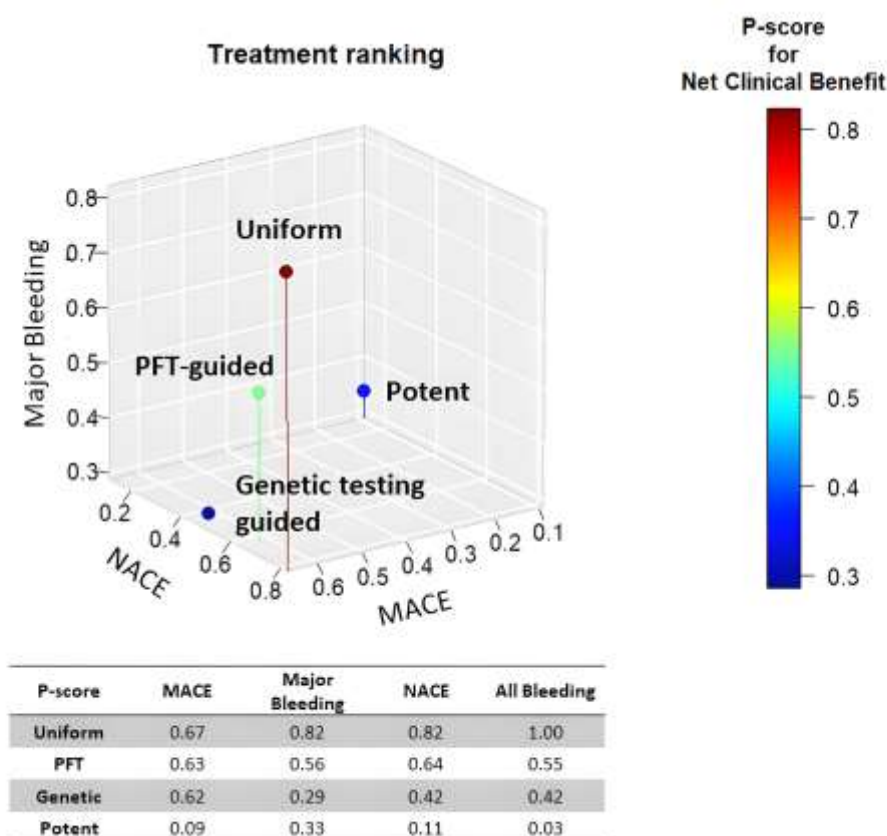 Treatment ranking
P-score
for
Net Clinical Benefit
Major Bleeding
0.8
0.7
0.6
0.5
0.4
0.3
Uniform
PFT-guided
Potent
Genetic testing
guided
0.2
0.4
0.6
0.8
NACE
0.6
0.5
0.4
0.3
0.2
0.1
MACE
0.8
0.7
0.6
0.5
0.4
0.3
P-score MACE Major Bleeding NACE All Bleeding
Uniform 0.67 0.82 0.82 1.00
PFT 0.63 0.56 0.64 0.55
Genetic 0.62 0.29 0.42 0.42
Potent 0.09 0.33 0.11 0.03